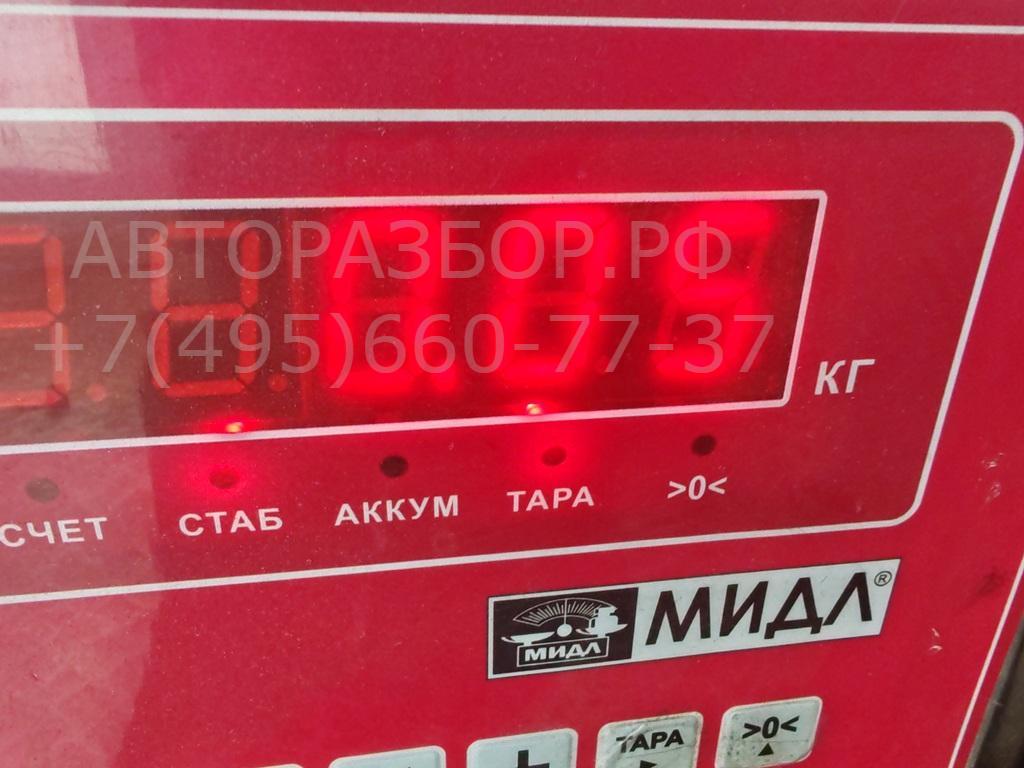 АВТОРАЗБОР.РФ
+7(495)660-77-37
КГ
СЧЕТ СТАБ АККУМ ТАРА >0<
МИДЛ МИДЛ®
+ ТАРА >0<